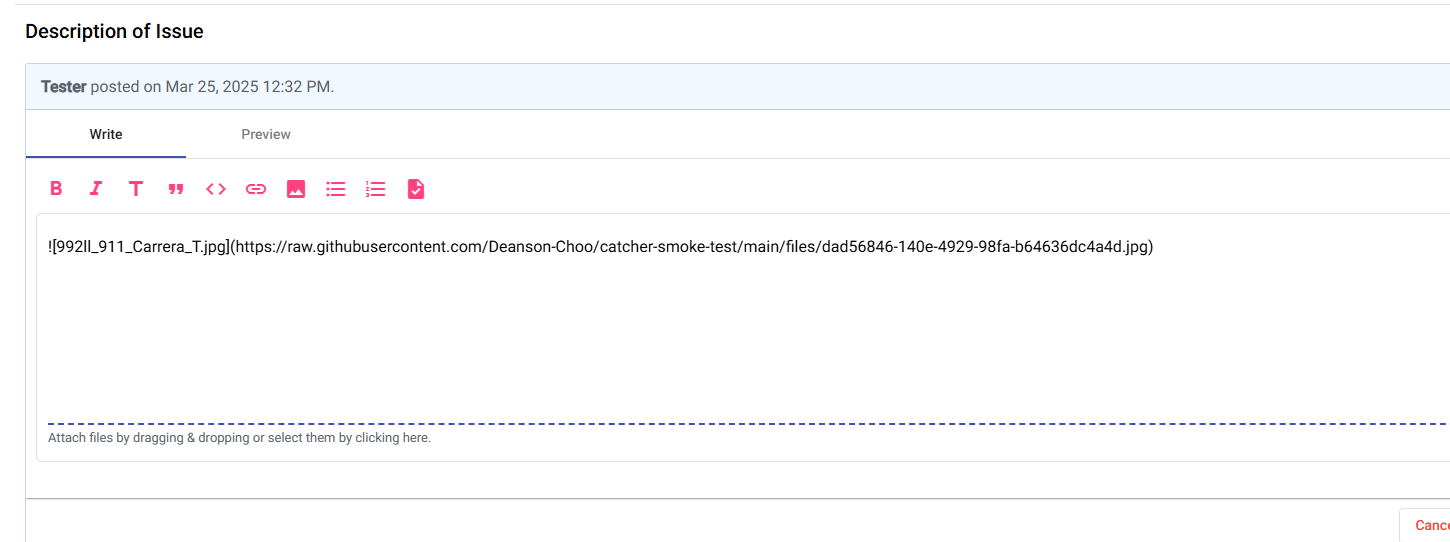 Description of Issue
Tester posted on Mar 25, 2025 12:32 PM.
Write Preview
![992ll_911_Carrera_T.jpg](https://raw.githubusercontent.com/Deanson-Choo/catcher-smoke-test/main/files/dad56846-140e-4929-98fa-b64636dc4a4d.jpg)
Attach files by dragging & dropping or select them by clicking here.